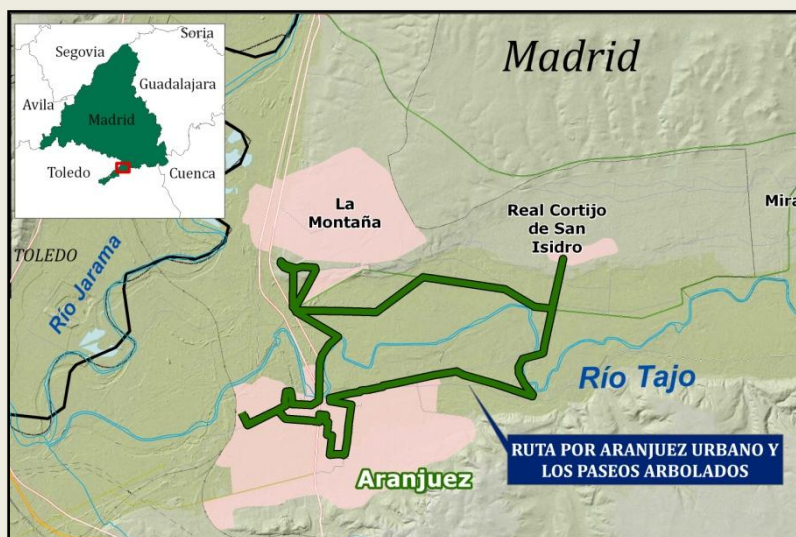 Soria
Segovia
Guadalajara
Avila
Madrid
Toledo
Cuenca
Madrid
La
Montaña
Real Cortijo
de San
Isidro
Mira
TOLEDO
Río Jarama
Río Tajo
RUTA POR ARANJUEZ URBANO Y
LOS PASEOS ARBOLADOS
Aranjuez